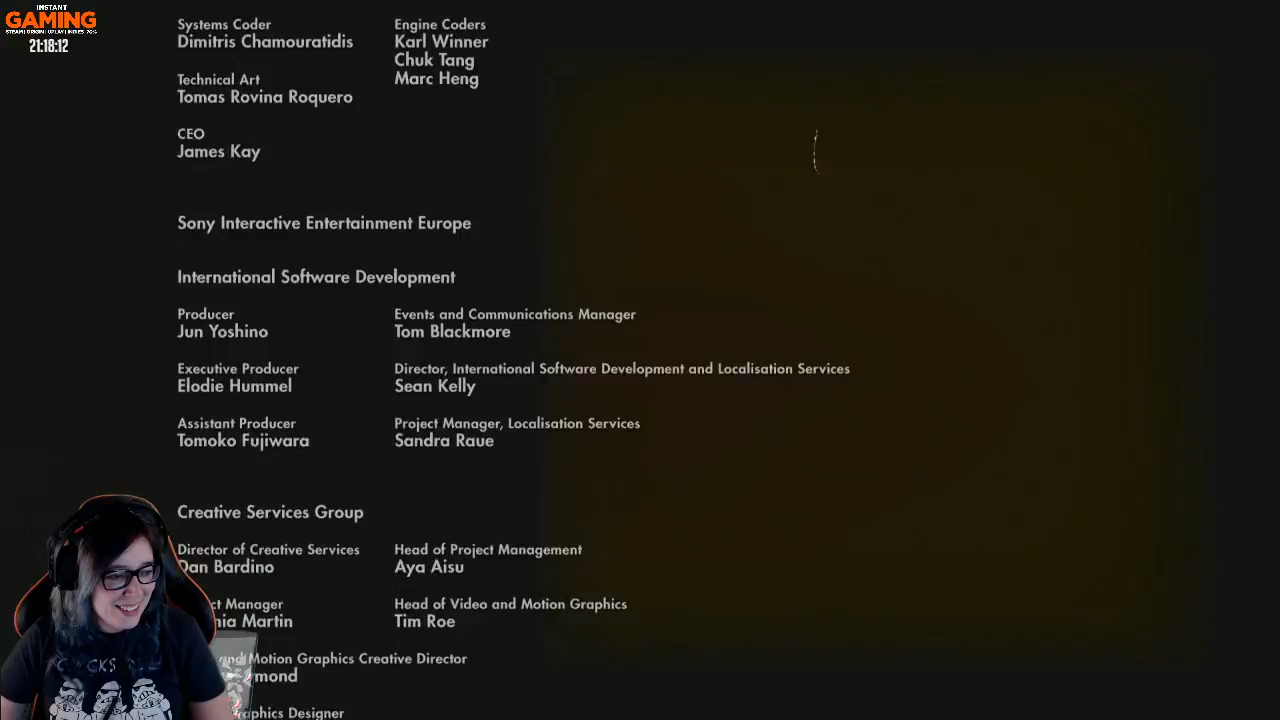 INSTANT
GAMING
STEAM | ORIGIN | UPLAY | INDIES 70%
21:18:12
Systems Coder
Dimitris Chamouratidis
Technical Art
Tomas Rovina Roquero
CEO
James Kay
Engine Coders
Karl Winner
Chuk Tang
Marc Heng
Sony Interactive Entertainment Europe
International Software Development
Producer
Jun Yoshino
Executive Producer
Elodie Hummel
Assistant Producer
Tomoko Fujiwara
Events and Communications Manager
Tom Blackmore
Director, International Software Development and Localisation Services
Sean Kelly
Project Manager, Localisation Services
Sandra Raue
Creative Services Group
Director of Creative Services
Dan Bardino
Manager
Martin
Head of Project Management
Aya Aisu
Head of Video and Motion Graphics
Tim Roe
and Motion Graphics Creative Director
Designer